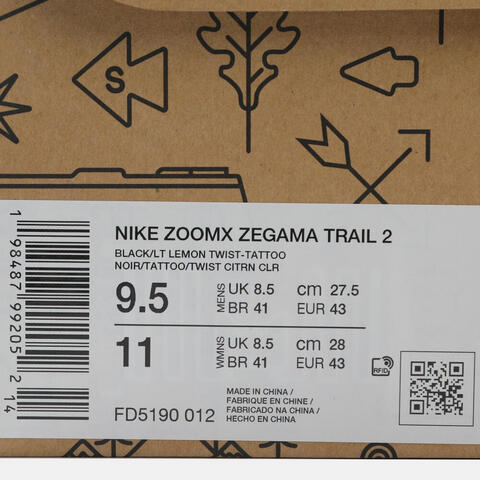 S
NIKE ZOOMX ZEGAMA TRAIL 2
BLACK/LT LEMON TWIST-TATTOO
NOIR/TATTOO/TWIST CITRN CLR
9.5 MENS UK 8.5 cm 27.5
BR 41 EUR 43
11 WMNS UK 8.5 cm 28
BR 41 EUR 43
RFID
MADE IN CHINA /
FABRIQUE EN CHINE /
FABRICADO NA CHINA /
HECHO EN CHINA
FD5190 012
1 98487 99205 2 14